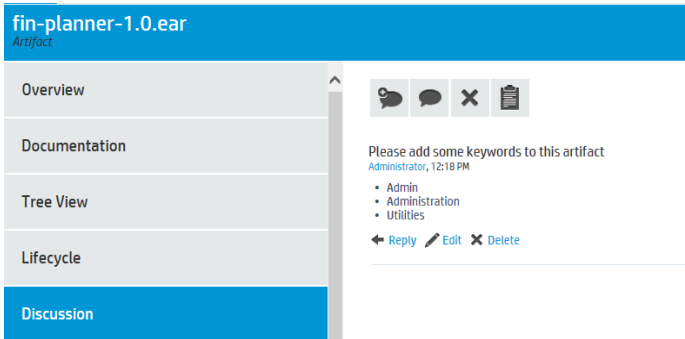 fin-planner-1.0.ear
Artifact
Overview
Documentation
Tree View
Lifecycle
Discussion
Please add some keywords to this artifact
Administrator, 12:18 PM
• Admin
• Administration
• Utilities
Reply Edit Delete